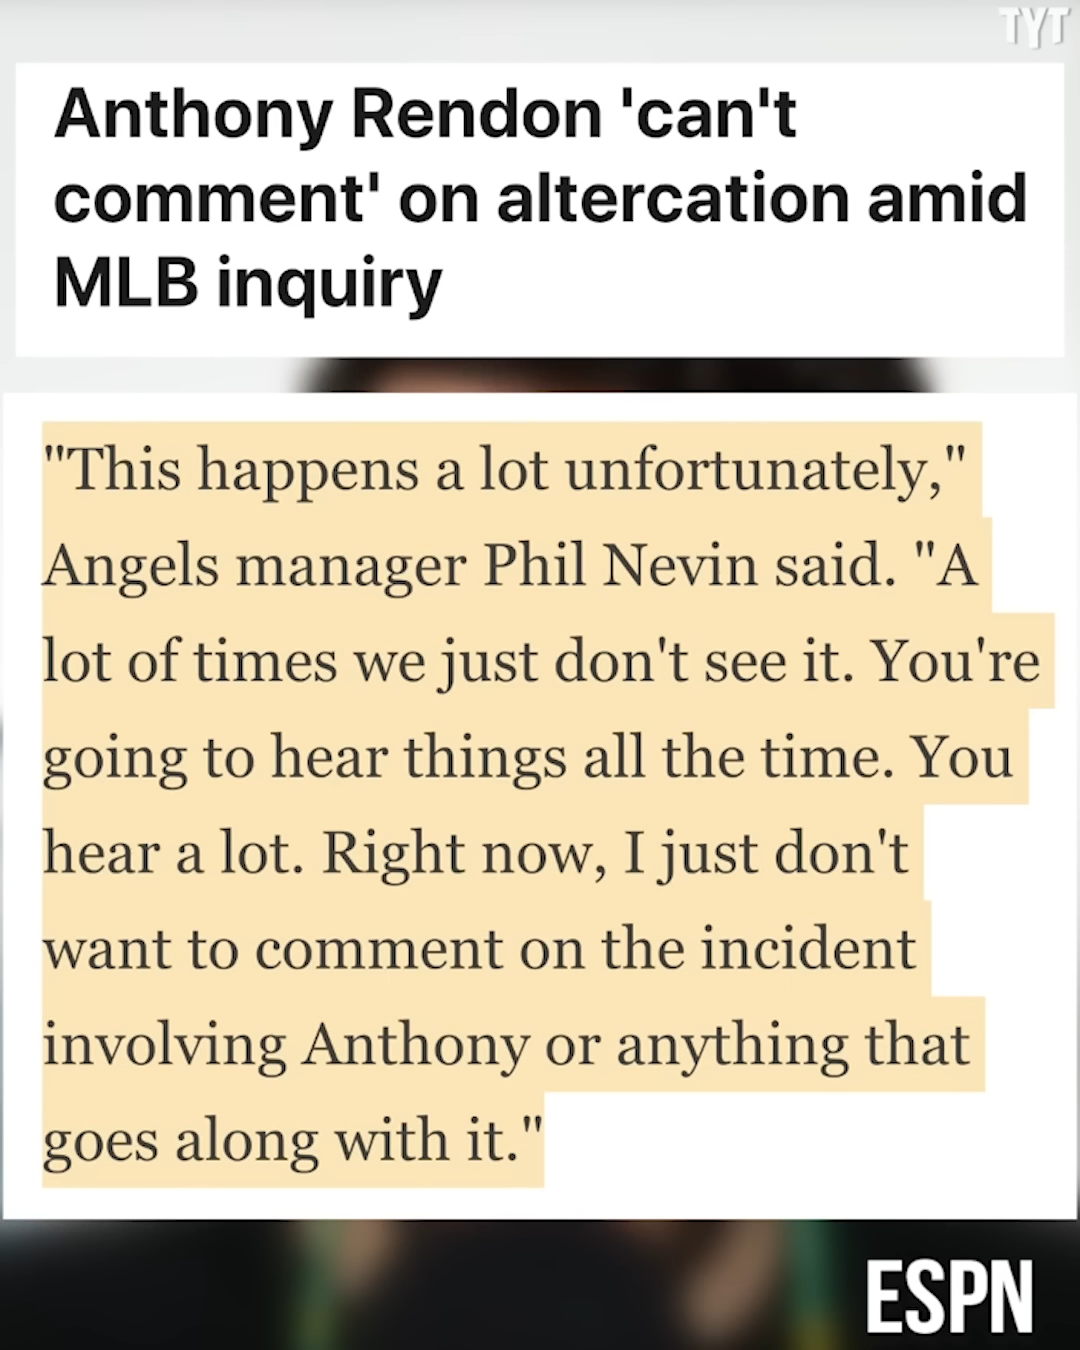 TYT
Anthony Rendon 'can't
comment' on altercation amid
MLB inquiry
"This happens a lot unfortunately,"
Angels manager Phil Nevin said. "A
lot of times we just don't see it. You're
going to hear things all the time. You
hear a lot. Right now, I just don't
want to comment on the incident
involving Anthony or anything that
goes along with it."
ESPN